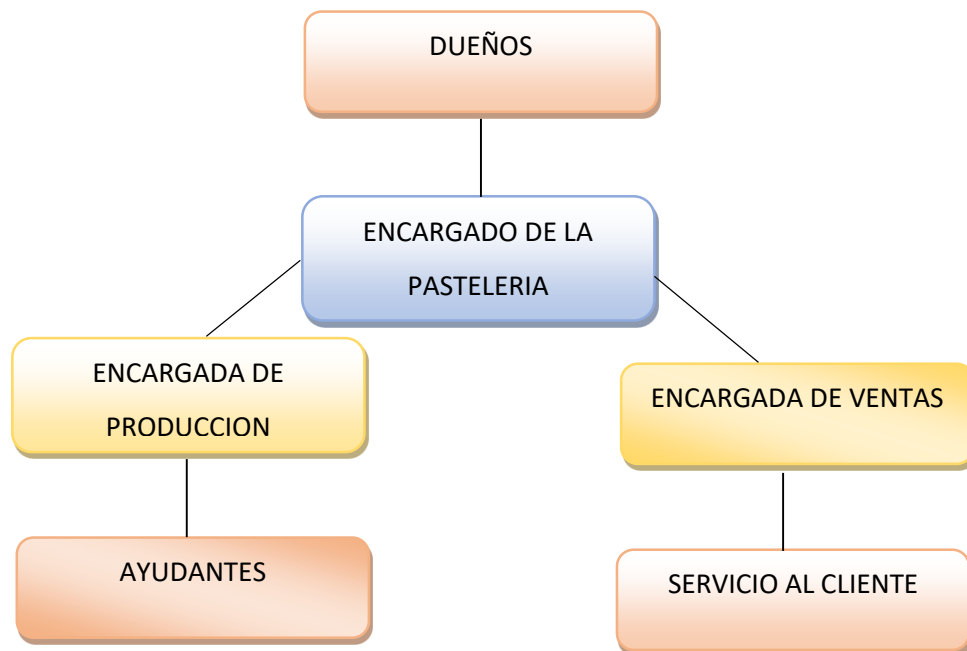 DUEÑOS
ENCARGADO DE LA
PASTELERIA
ENCARGADA DE
PRODUCCION
ENCARGADA DE VENTAS
AYUDANTES
SERVICIO AL CLIENTE